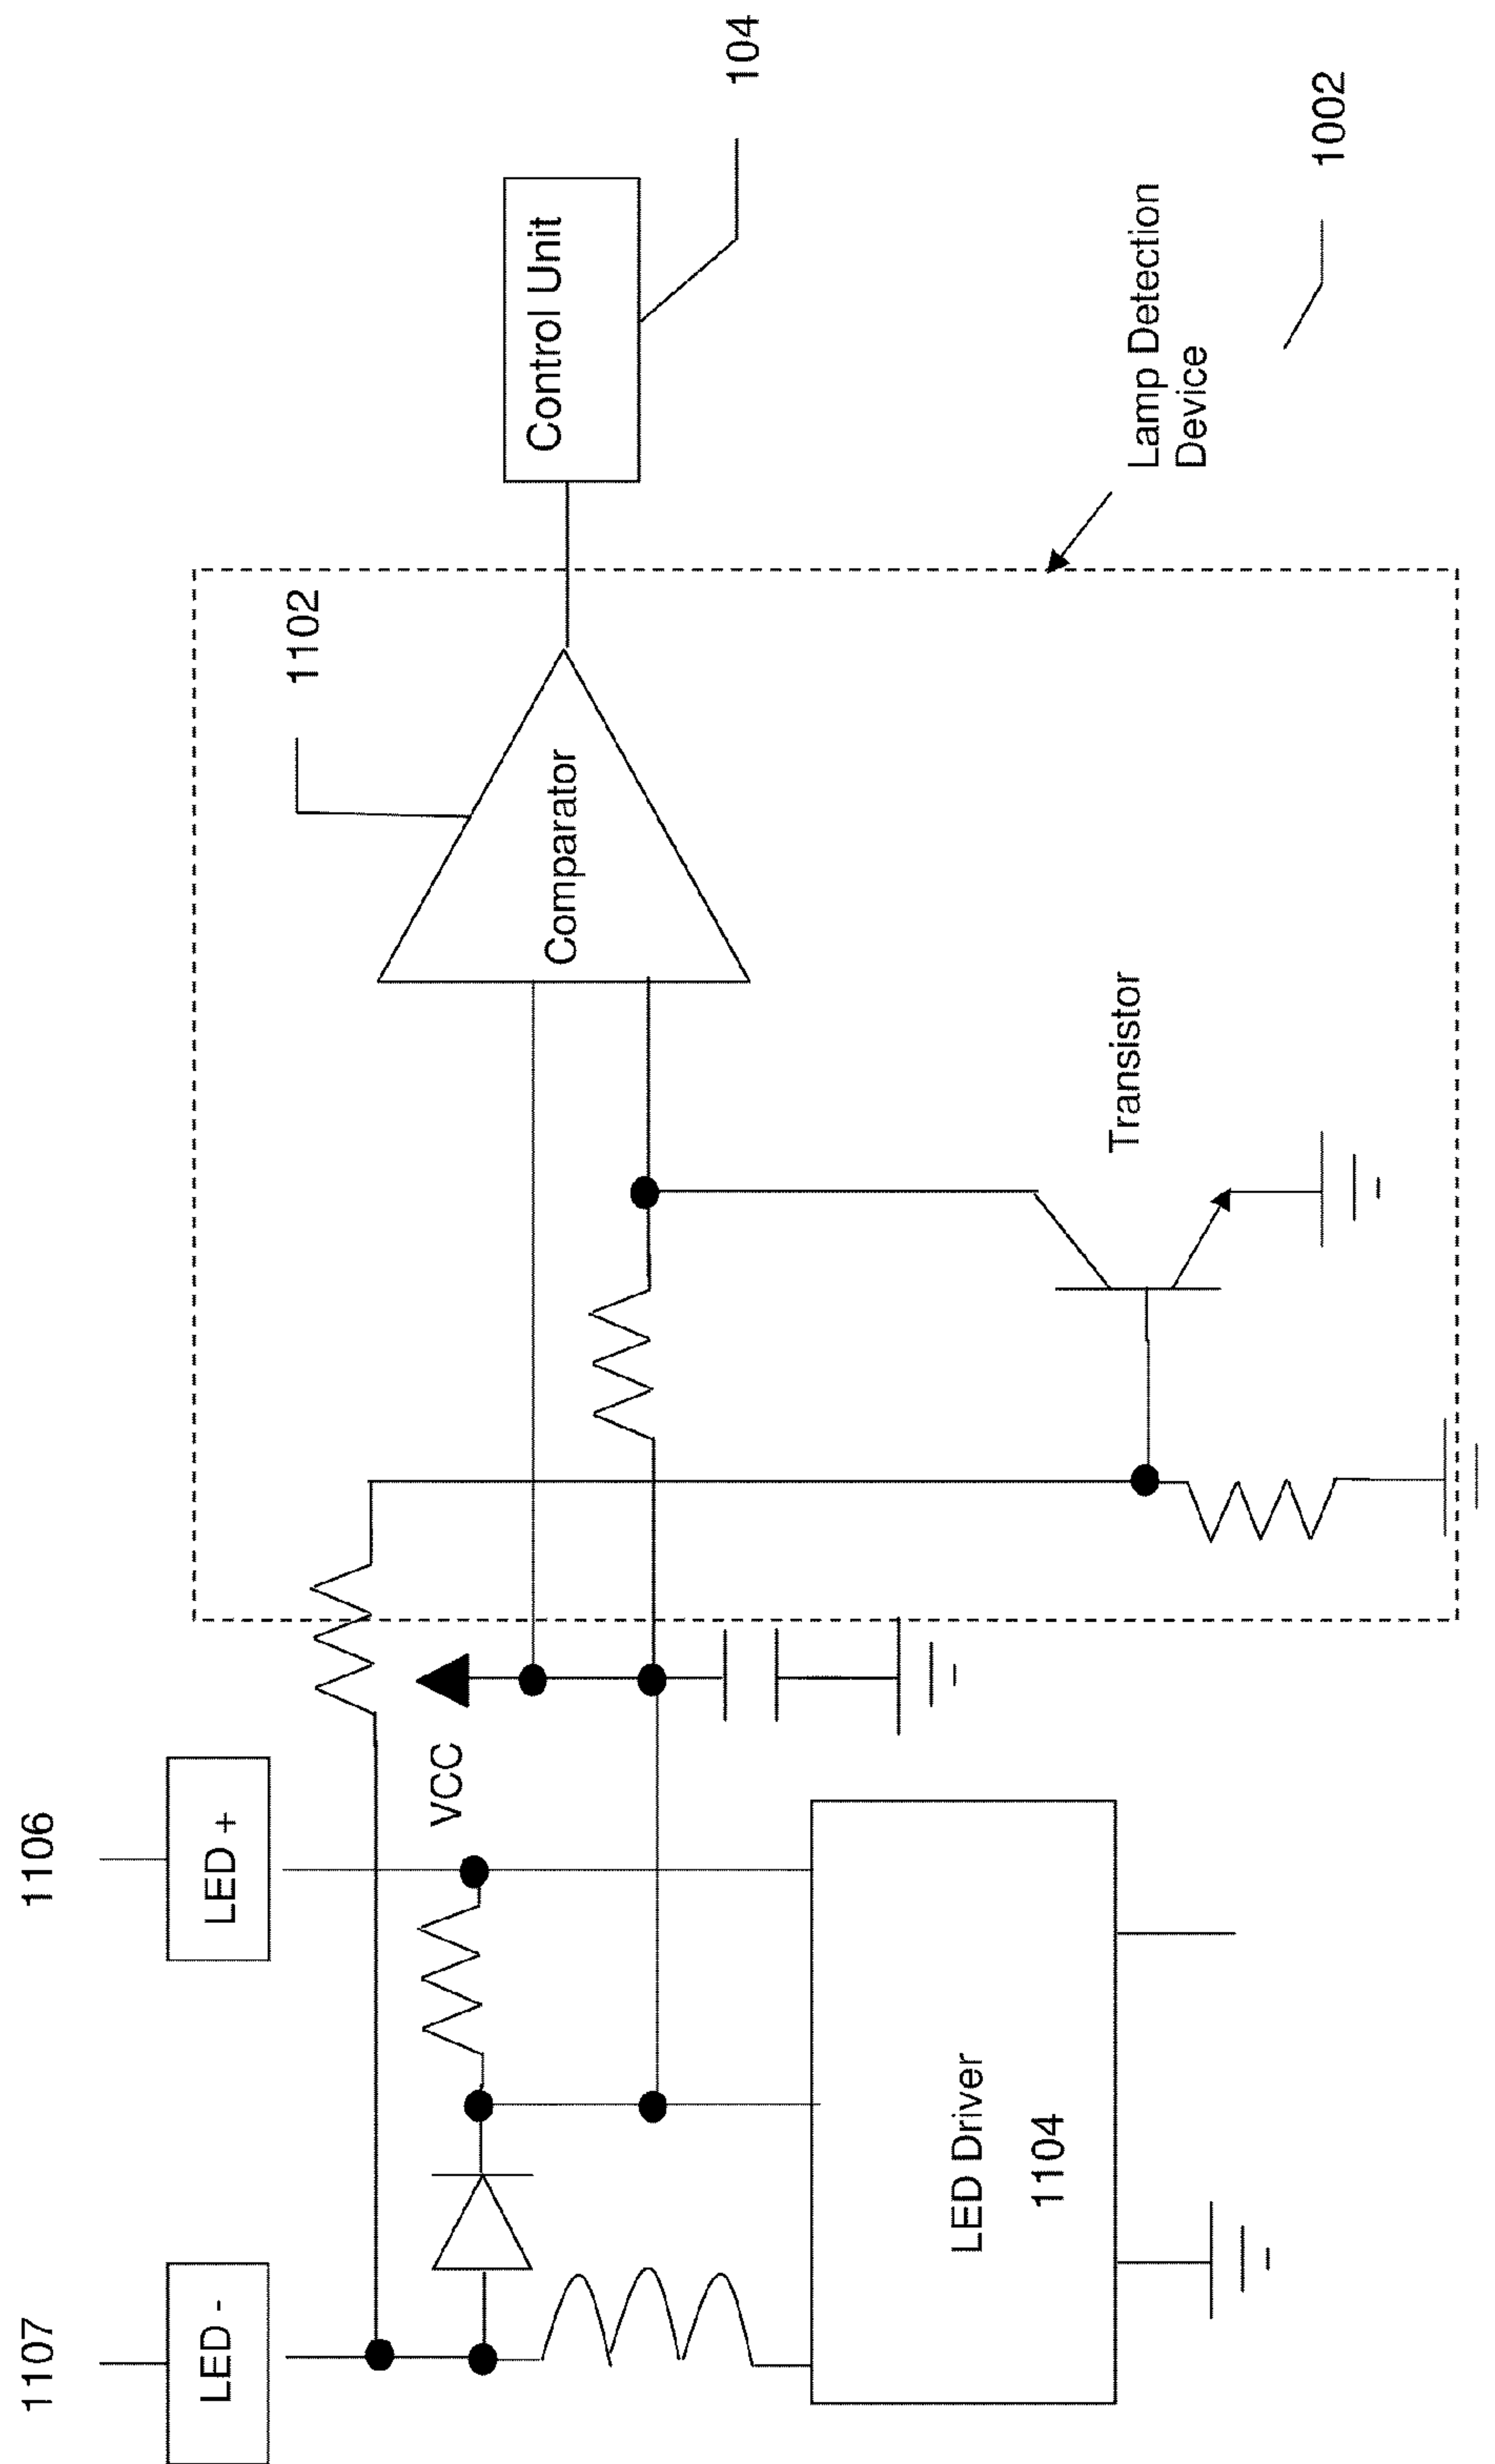 1107
1106
LED -
LED +
VCC
LED Driver
1104
1102
Comparator
Transistor
Control Unit
104
Lamp Detection
Device
1002